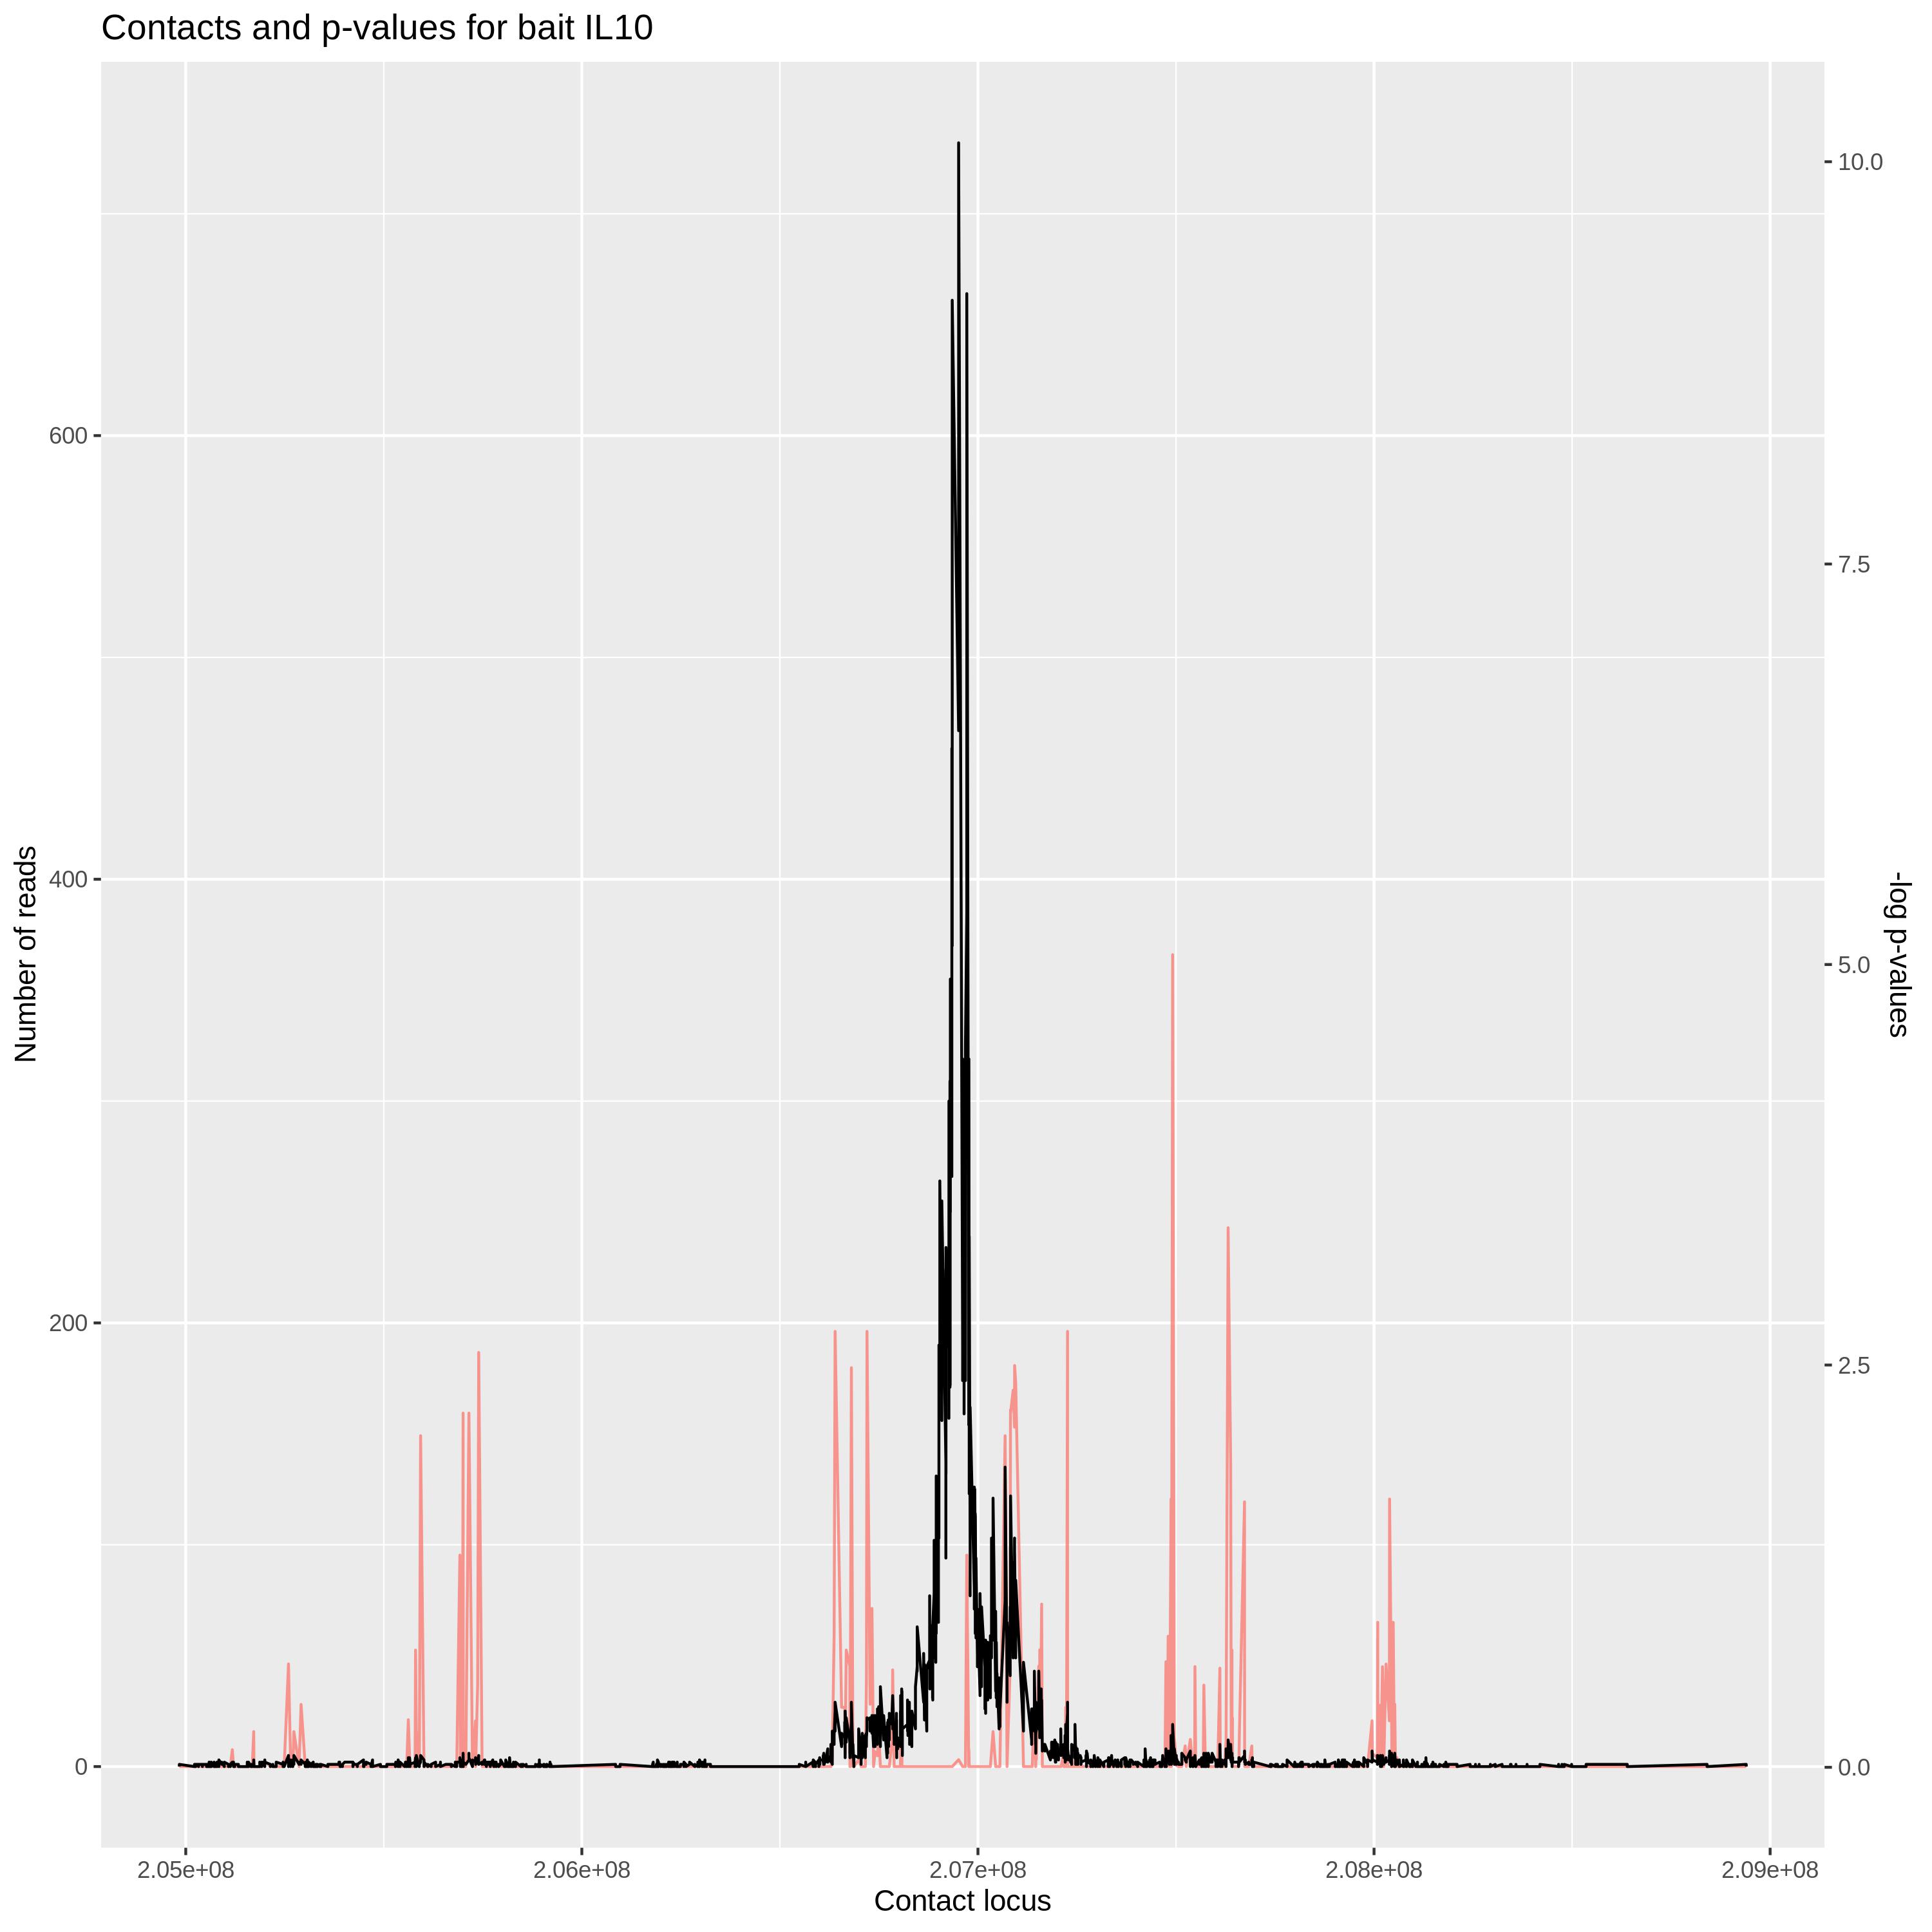 Contacts and p-values for bait IL10
Number of reads
600
400
200
0
10.0
7.5
5.0
2.5
0.0
-log p-values
2.05e+08
2.06e+08
2.07e+08
2.08e+08
2.09e+08
Contact locus